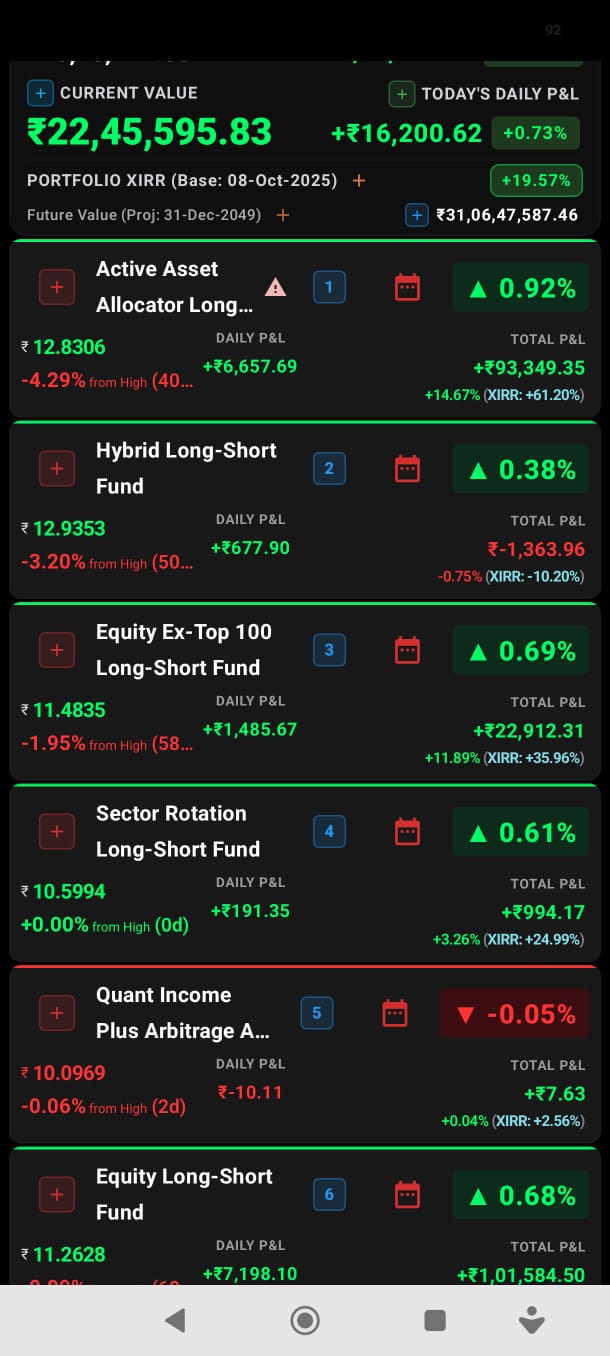 92
+ CURRENT VALUE + TODAY'S DAILY P&L
₹22,45,595.83 +₹16,200.62 +0.73%
PORTFOLIO XIRR (Base: 08-Oct-2025) + +19.57%
Future Value (Proj: 31-Dec-2049) + + ₹31,06,47,587.46
+ Active Asset
Allocator Long... 1 ▲ 0.92%
₹ 12.8306 DAILY P&L TOTAL P&L
-4.29% from High (40... +₹6,657.69 +₹93,349.35
+14.67% (XIRR: +61.20%)
+ Hybrid Long-Short
Fund 2 ▲ 0.38%
₹ 12.9353 DAILY P&L TOTAL P&L
-3.20% from High (50... +₹677.90 ₹-1,363.96
-0.75% (XIRR: -10.20%)
+ Equity Ex-Top 100
Long-Short Fund 3 ▲ 0.69%
₹ 11.4835 DAILY P&L TOTAL P&L
-1.95% from High (58... +₹1,485.67 +₹22,912.31
+11.89% (XIRR: +35.96%)
+ Sector Rotation
Long-Short Fund 4 ▲ 0.61%
₹ 10.5994 DAILY P&L TOTAL P&L
+0.00% from High (0d) +₹191.35 +₹994.17
+3.26% (XIRR: +24.99%)
+ Quant Income
Plus Arbitrage A... 5 ▼ -0.05%
₹ 10.0969 DAILY P&L TOTAL P&L
-0.06% from High (2d) ₹-10.11 +₹7.63
+0.04% (XIRR: +2.56%)
+ Equity Long-Short
Fund 6 ▲ 0.68%
₹ 11.2628 DAILY P&L TOTAL P&L
+₹7,198.10 +₹1,01,584.50